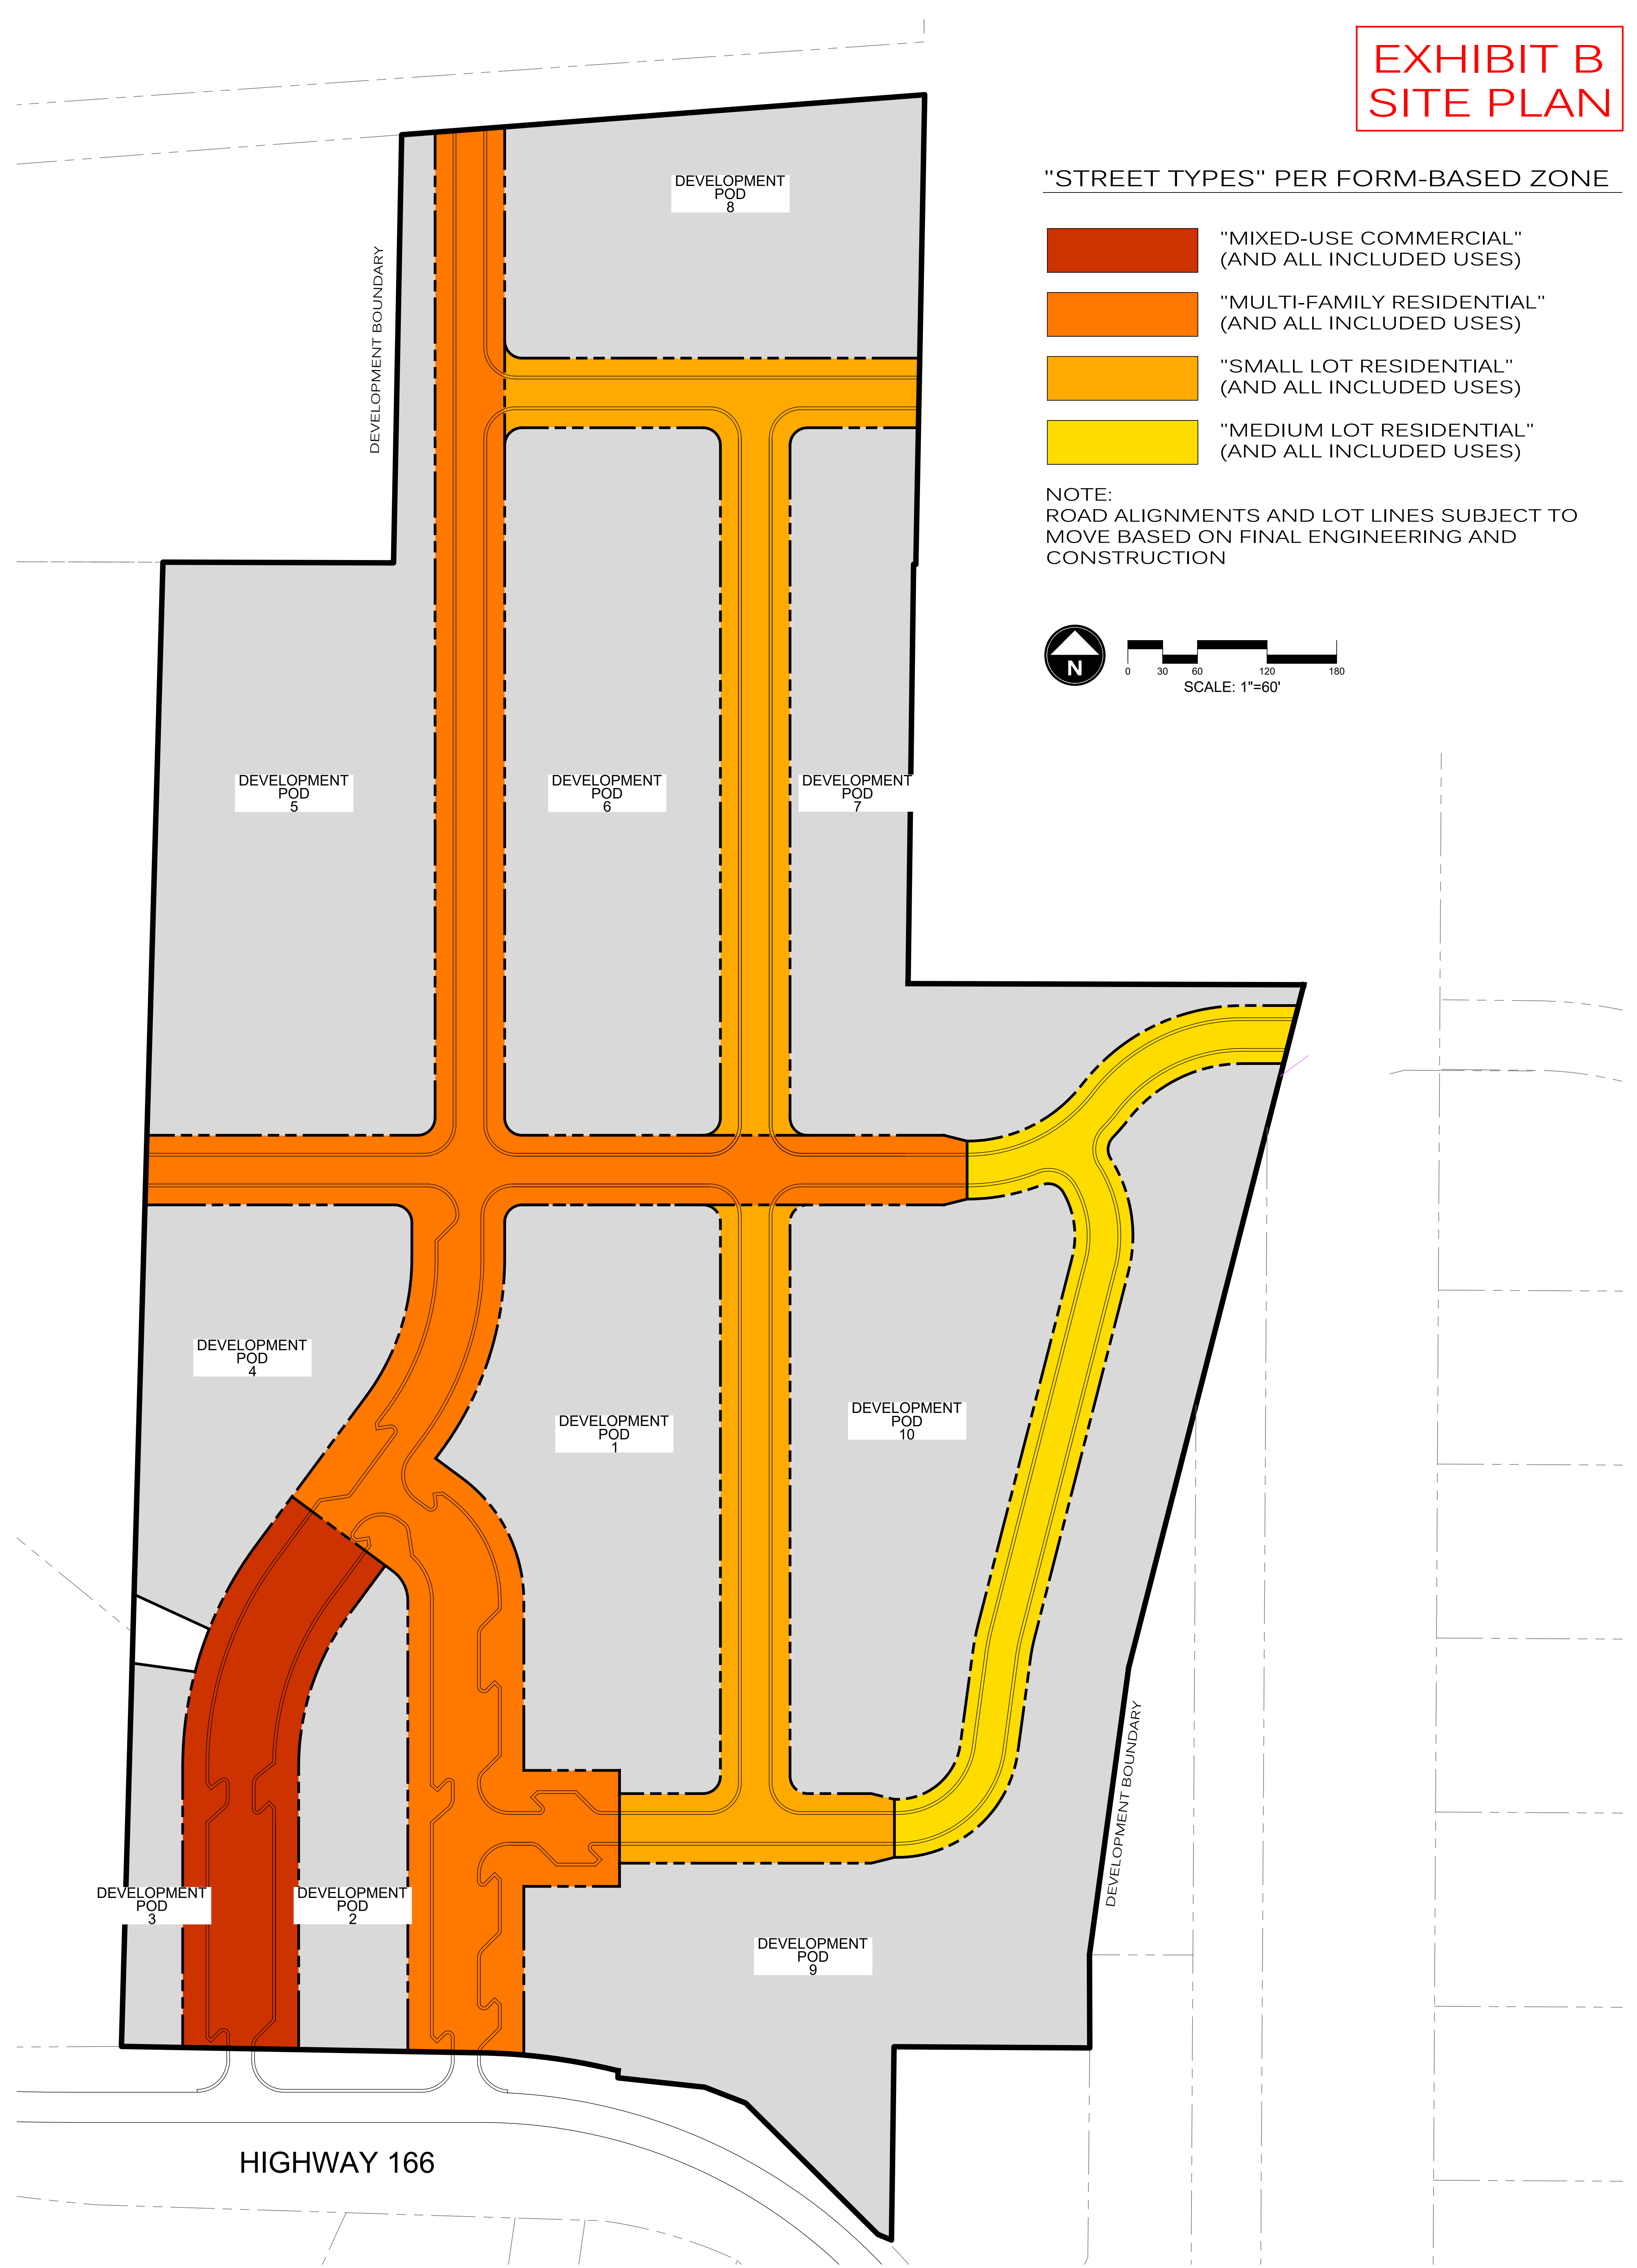 EXHIBIT B
SITE PLAN
"STREET TYPES" PER FORM-BASED ZONE
"MIXED-USE COMMERCIAL"
(AND ALL INCLUDED USES)
"MULTI-FAMILY RESIDENTIAL"
(AND ALL INCLUDED USES)
"SMALL LOT RESIDENTIAL"
(AND ALL INCLUDED USES)
"MEDIUM LOT RESIDENTIAL"
(AND ALL INCLUDED USES)
NOTE:
ROAD ALIGNMENTS AND LOT LINES SUBJECT TO
MOVE BASED ON FINAL ENGINEERING AND
CONSTRUCTION
N
0 30 60 120 180
SCALE: 1"=60'
DEVELOPMENT
POD
8
DEVELOPMENT BOUNDARY
DEVELOPMENT
POD
5
DEVELOPMENT
POD
6
DEVELOPMENT
POD
7
DEVELOPMENT
POD
4
DEVELOPMENT
POD
1
DEVELOPMENT
POD
10
DEVELOPMENT BOUNDARY
DEVELOPMENT
POD
3
DEVELOPMENT
POD
2
DEVELOPMENT
POD
9
HIGHWAY 166